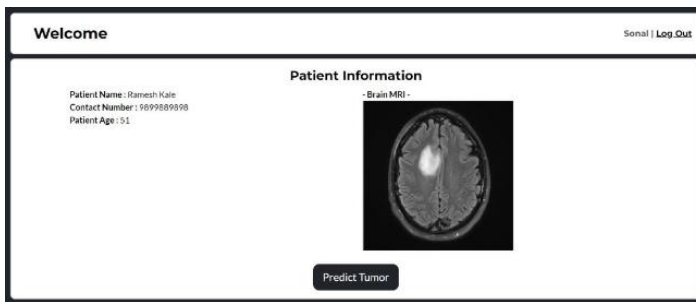 Welcome
Sonal | Log Out
Patient Information
Patient Name : Ramesh Kale
Contact Number : 9899889898
Patient Age : 51
- Brain MRI -
Predict Tumor